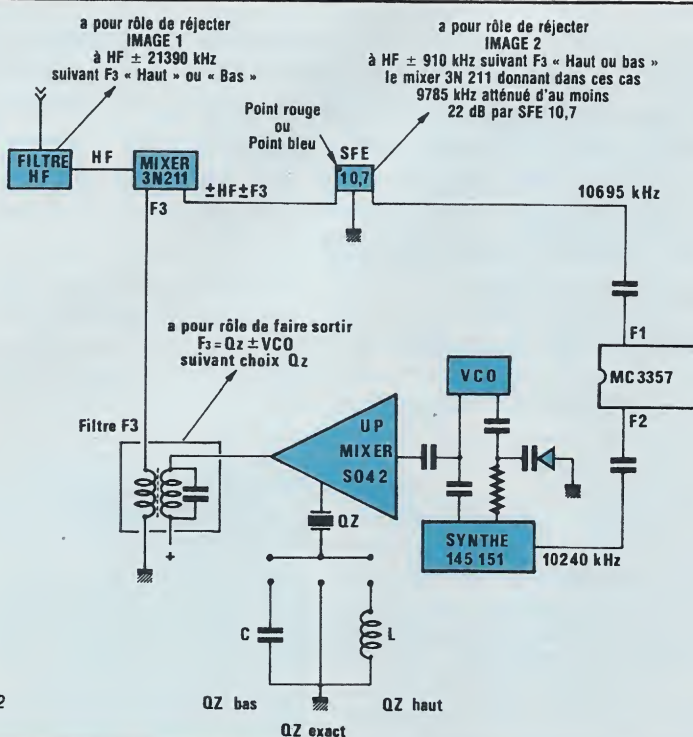 a pour rôle de réjecter
IMAGE 1
à HF ± 21390 kHz
suivant F3 « Haut » ou « Bas »
a pour rôle de réjecter
IMAGE 2
à HF ± 910 kHz suivant F3 « Haut ou bas »
le mixer 3N 211 donnant dans ces cas
9785 kHz atténué d'au moins
22 dB par SFE 10,7
Point rouge
ou
Point bleu
SFE
10,7
FILTRE
HF
HF
MIXER
3N211
F3
±HF±F3
10695 kHz
a pour rôle de faire sortir
F3=Qz ± VCO
suivant choix Qz
Filtre F3
+
UP
MIXER
SO42
VCO
F1
MC3357
F2
SYNTHE
145 151
10240 kHz
QZ
C
L
QZ bas
QZ haut
QZ exact
2